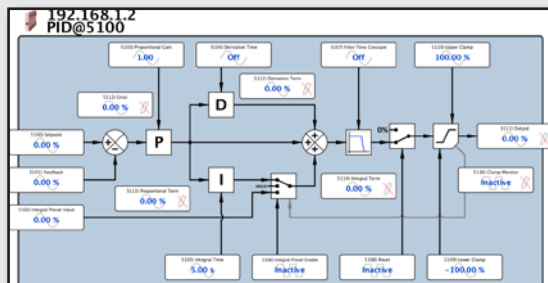 192.168.1.2
PID@5100
5103) Proportional Gain
1.00
5104) Derivative Time
Off
5107) Filter Time Constant
Off
5110) Upper Clamp
100.00 %
5112) Error
0.00 %
5115) Derivative Term
0.00 %
5100) Setpoint
0.00 %
D
P
0%
5111) Output
0.00 %
5101) Feedback
0.00 %
I
HOLD
5113) Proportional Term
0.00 %
5114) Integral Term
0.00 %
5116) Clamp Monitor
Inactive
5102) Integral Preset Value
0.00 %
5105) Integral Time
5.00 s
5106) Integral Preset Enable
Inactive
5108) Reset
Inactive
5109) Lower Clamp
-100.00 %